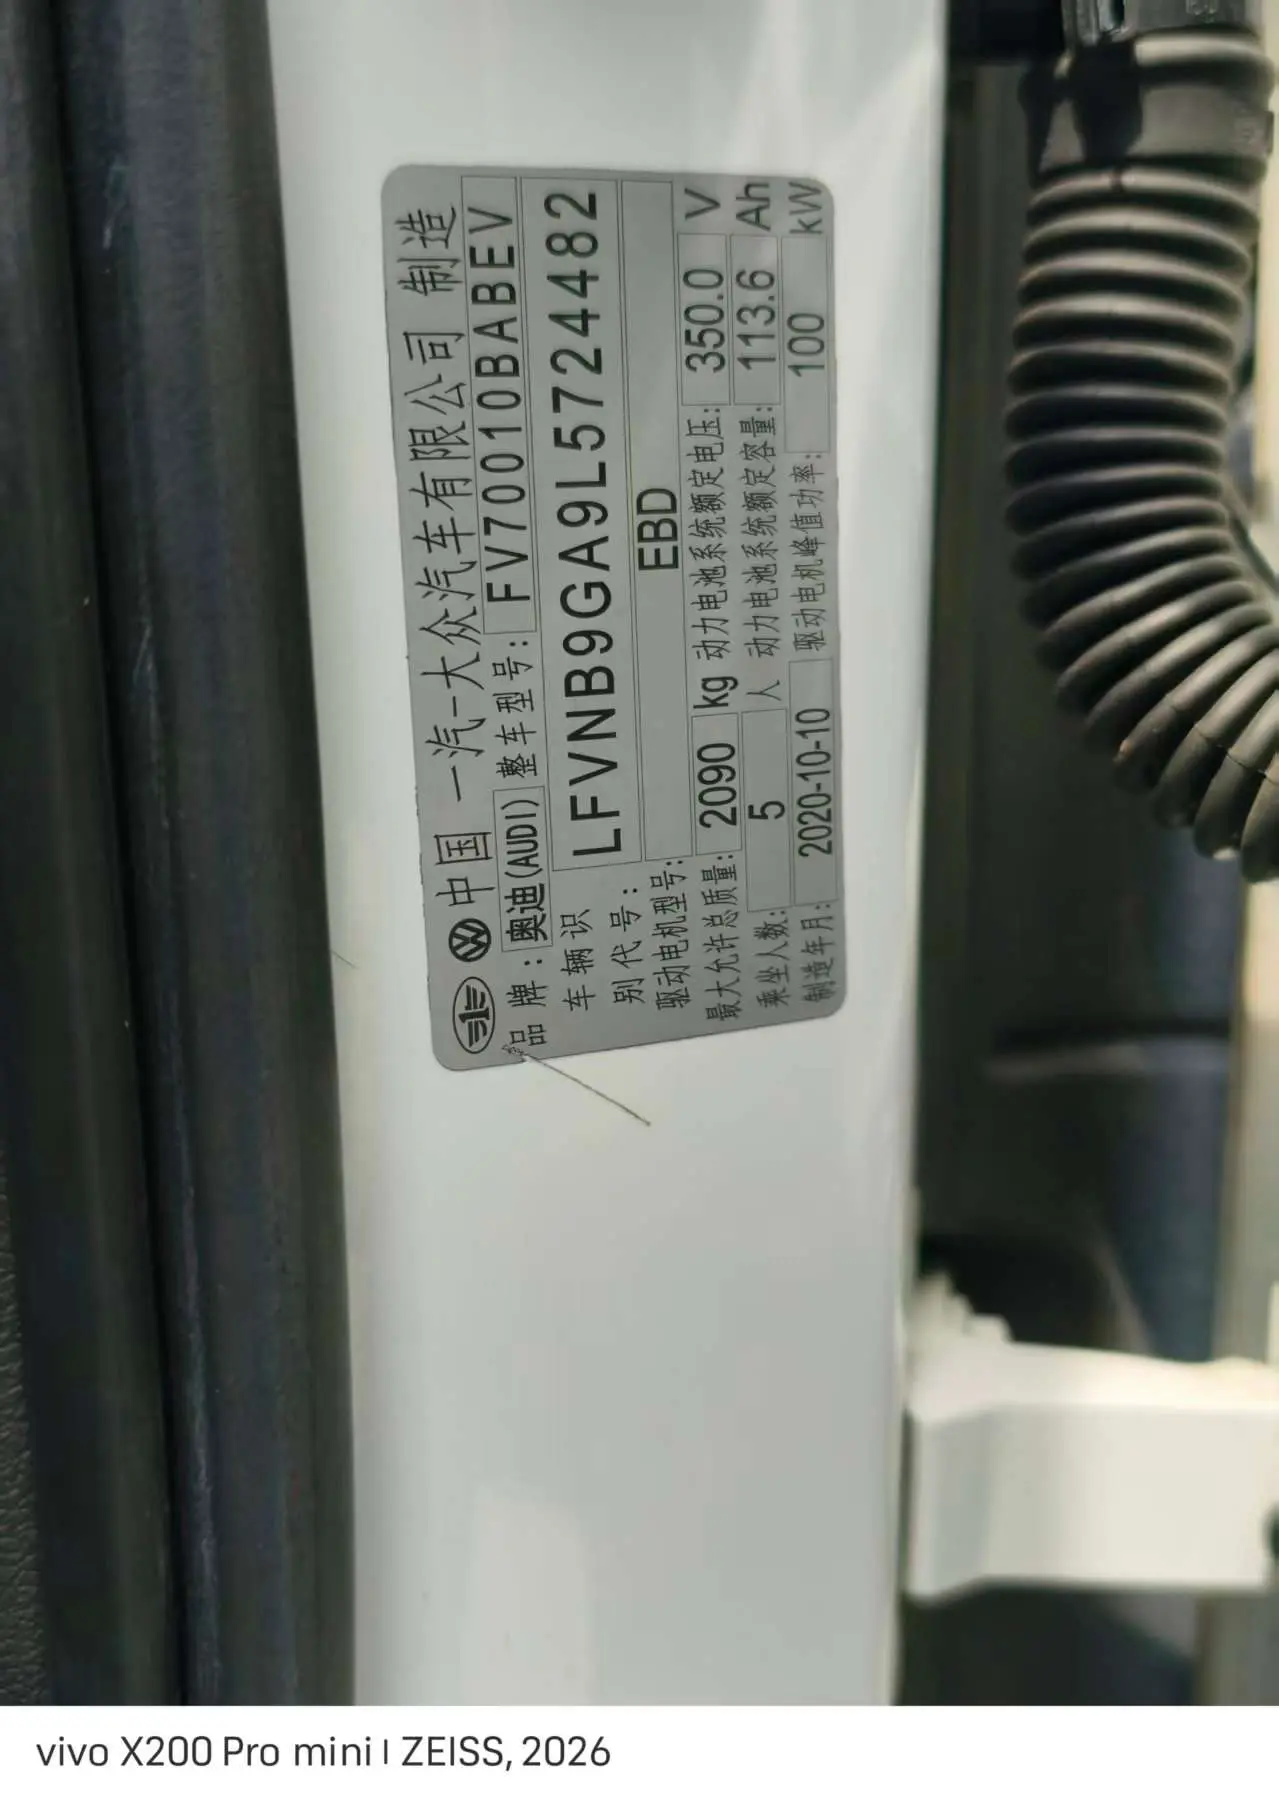 中国 一汽-大众汽车有限公司 制造
品牌: 奥迪(AUDI) 整车型号: FV70010BABEV
车辆识别代号: LFVNB9GA9L5724482
驱动电机型号: EBD
最大允许总质量: 2090 kg 动力电池系统额定电压: 350.0 V
乘坐人数: 5 人 动力电池系统额定容量: 113.6 Ah
制造年月: 2020-10-10 驱动电机峰值功率: 100 kW
vivo X200 Pro mini | ZEISS, 2026